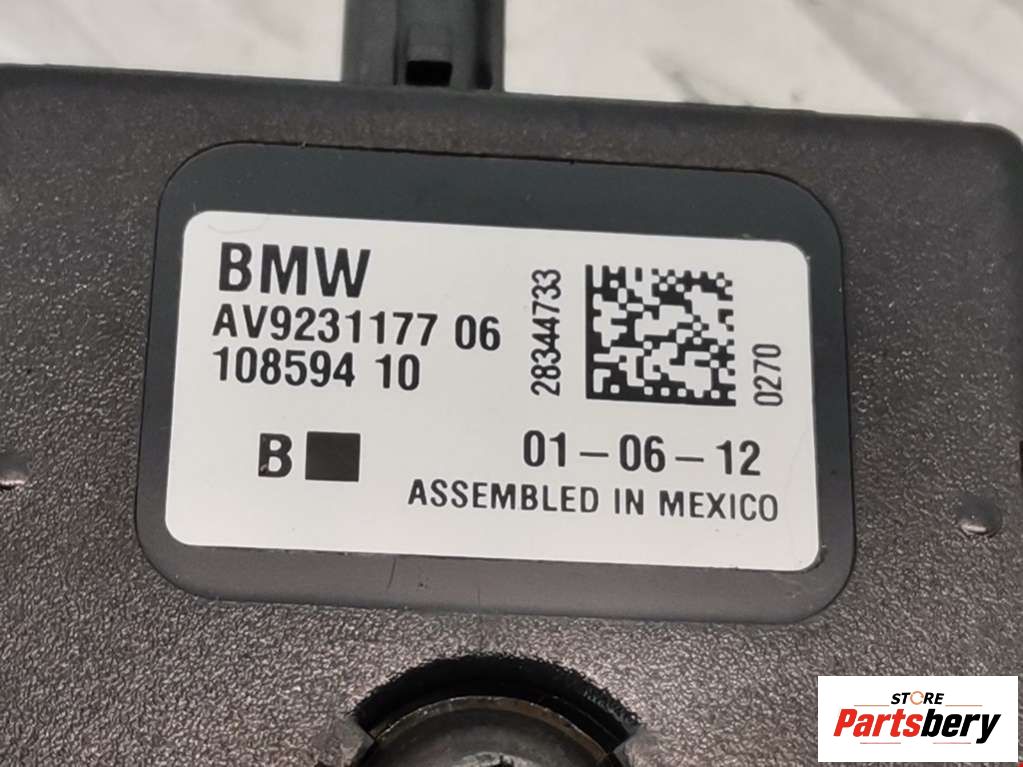 BMW
AV9231177 06
108594 10
28344733
0270
B
01-06-12
ASSEMBLED IN MEXICO
STORE
Partsbery